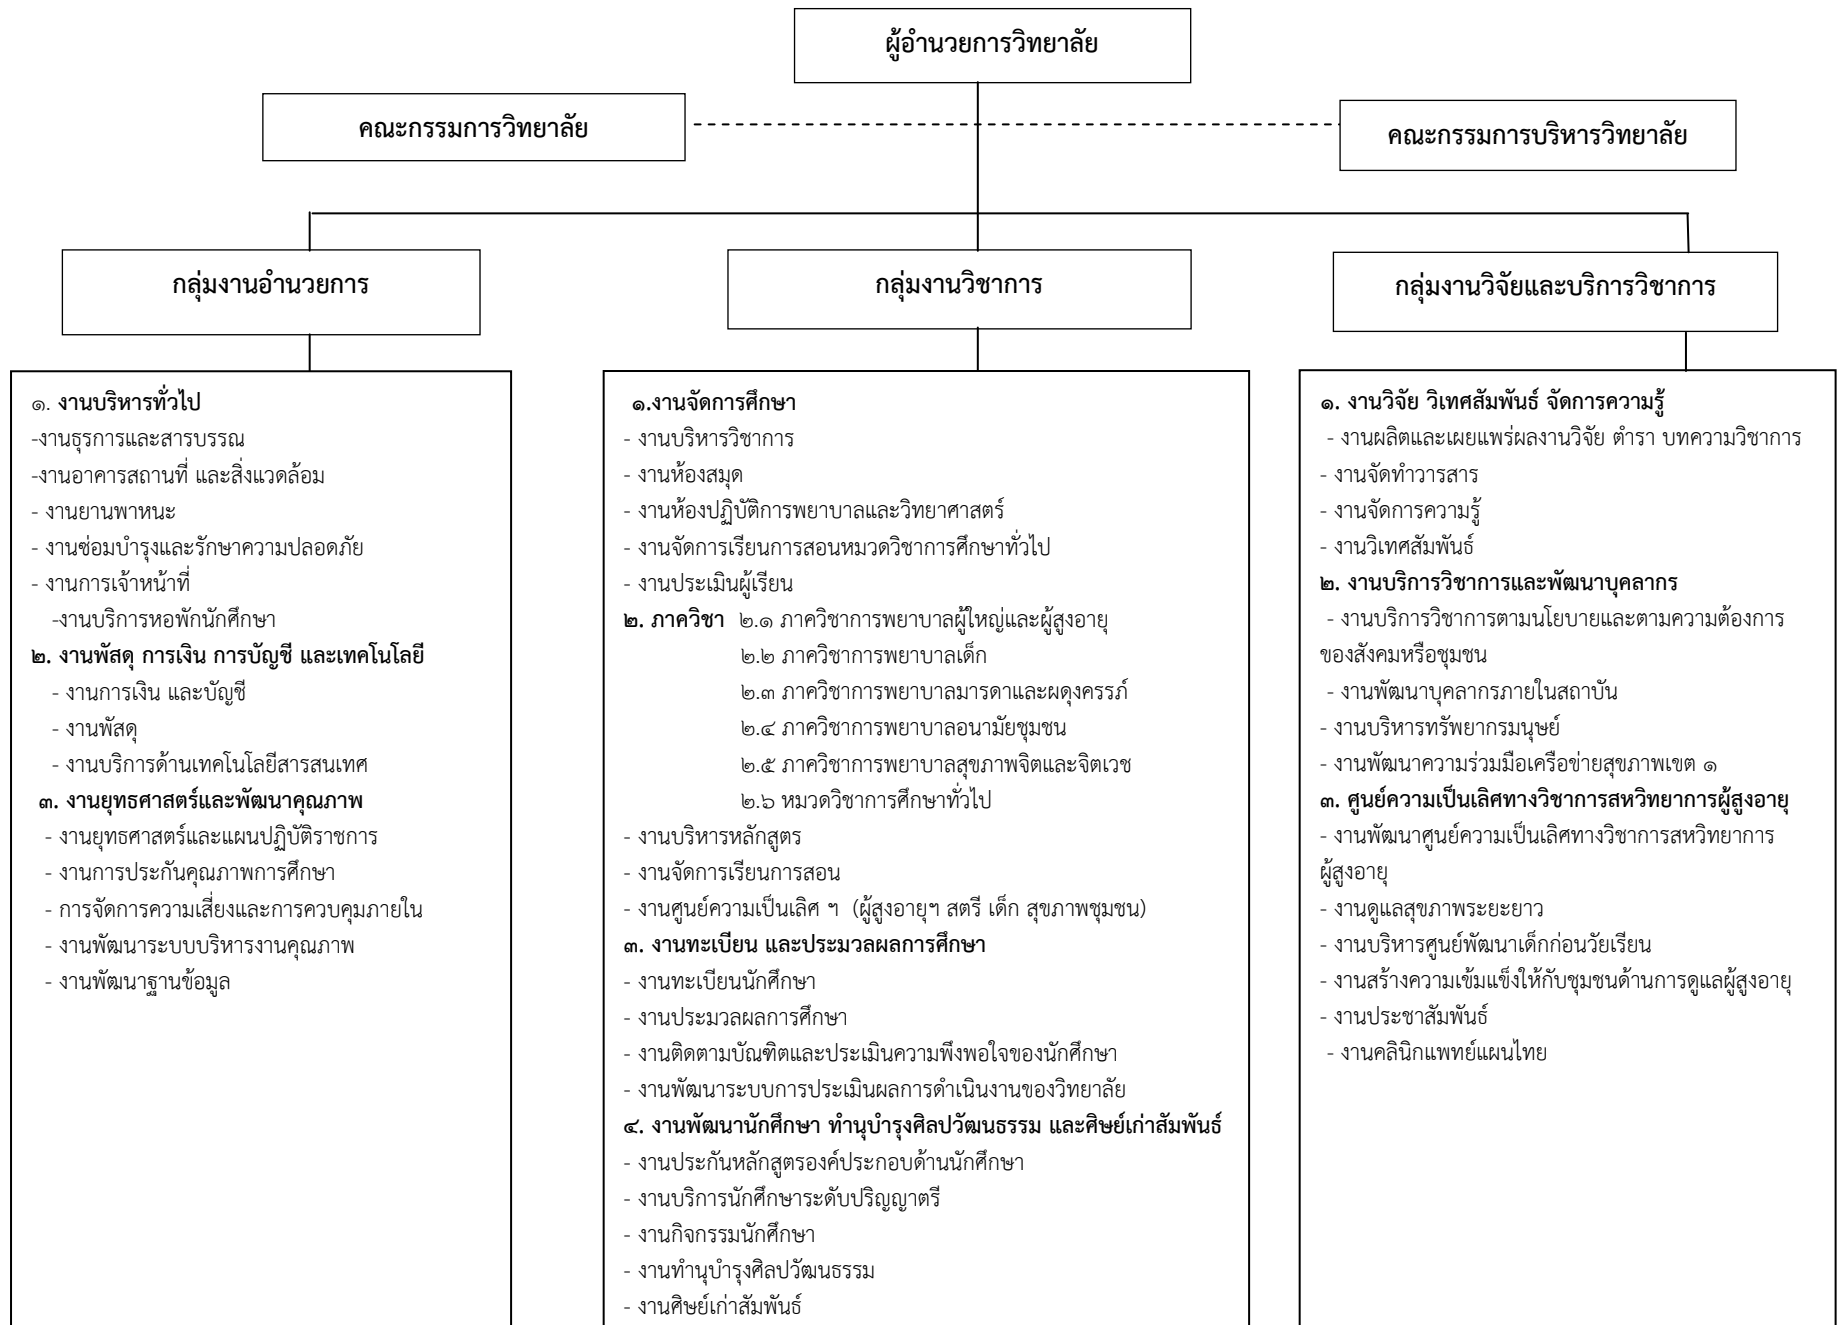 ผู้อำนวยการวิทยาลัย
คณะกรรมการวิทยาลัย
คณะกรรมการบริหารวิทยาลัย
กลุ่มงานอำนวยการ
กลุ่มงานวิชาการ
กลุ่มงานวิจัยและบริการวิชาการ
๑. งานบริหารทั่วไป
-งานธุรการและสารบรรณ
-งานอาคารสถานที่ และสิ่งแวดล้อม
- งานยานพาหนะ
- งานซ่อมบำรุงและรักษาความปลอดภัย
- งานการเจ้าหน้าที่
-งานบริการหอพักนักศึกษา
๒. งานพัสดุ การเงิน การบัญชี และเทคโนโลยี
- งานการเงิน และบัญชี
- งานพัสดุ
- งานบริการด้านเทคโนโลยีสารสนเทศ
๓. งานยุทธศาสตร์และพัฒนาคุณภาพ
- งานยุทธศาสตร์และแผนปฏิบัติราชการ
- งานการประกันคุณภาพการศึกษา
- การจัดการความเสี่ยงและการควบคุมภายใน
- งานพัฒนาระบบบริหารงานคุณภาพ
- งานพัฒนาฐานข้อมูล
๑.งานจัดการศึกษา
- งานบริหารวิชาการ
- งานห้องสมุด
- งานห้องปฏิบัติการพยาบาลและวิทยาศาสตร์
- งานจัดการเรียนการสอนหมวดวิชาการศึกษาทั่วไป
- งานประเมินผู้เรียน
๒. ภาควิชา ๒.๑ ภาควิชาการพยาบาลผู้ใหญ่และผู้สูงอายุ
๒.๒ ภาควิชาการพยาบาลเด็ก
๒.๓ ภาควิชาการพยาบาลมารดาและผดุงครรภ์
๒.๔ ภาควิชาการพยาบาลอนามัยชุมชน
๒.๕ ภาควิชาการพยาบาลสุขภาพจิตและจิตเวช
๒.๖ หมวดวิชาการศึกษาทั่วไป
- งานบริหารหลักสูตร
- งานจัดการเรียนการสอน
- งานศูนย์ความเป็นเลิศ ฯ (ผู้สูงอายุฯ สตรี เด็ก สุขภาพชุมชน)
๓. งานทะเบียน และประมวลผลการศึกษา
- งานทะเบียนนักศึกษา
- งานประมวลผลการศึกษา
- งานติดตามบัณฑิตและประเมินความพึงพอใจของนักศึกษา
- งานพัฒนาระบบการประเมินผลการดำเนินงานของวิทยาลัย
๔. งานพัฒนานักศึกษา ทำนุบำรุงศิลปวัฒนธรรม และศิษย์เก่าสัมพันธ์
- งานประกันหลักสูตรองค์ประกอบด้านนักศึกษา
- งานบริการนักศึกษาระดับปริญญาตรี
- งานกิจกรรมนักศึกษา
- งานทำนุบำรุงศิลปวัฒนธรรม
- งานศิษย์เก่าสัมพันธ์
๑. งานวิจัย วิเทศสัมพันธ์ จัดการความรู้
- งานผลิตและเผยแพร่ผลงานวิจัย ตำรา บทความวิชาการ
- งานจัดทำวารสาร
- งานจัดการความรู้
- งานวิเทศสัมพันธ์
๒. งานบริการวิชาการและพัฒนาบุคลากร
- งานบริการวิชาการตามนโยบายและตามความต้องการ
ของสังคมหรือชุมชน
- งานพัฒนาบุคลากรภายในสถาบัน
- งานบริหารทรัพยากรมนุษย์
- งานพัฒนาความร่วมมือเครือข่ายสุขภาพเขต ๑
๓. ศูนย์ความเป็นเลิศทางวิชาการสหวิทยาการผู้สูงอายุ
- งานพัฒนาศูนย์ความเป็นเลิศทางวิชาการสหวิทยาการ
ผู้สูงอายุ
- งานดูแลสุขภาพระยะยาว
- งานบริหารศูนย์พัฒนาเด็กก่อนวัยเรียน
- งานสร้างความเข้มแข็งให้กับชุมชนด้านการดูแลผู้สูงอายุ
- งานประชาสัมพันธ์
- งานคลินิกแพทย์แผนไทย